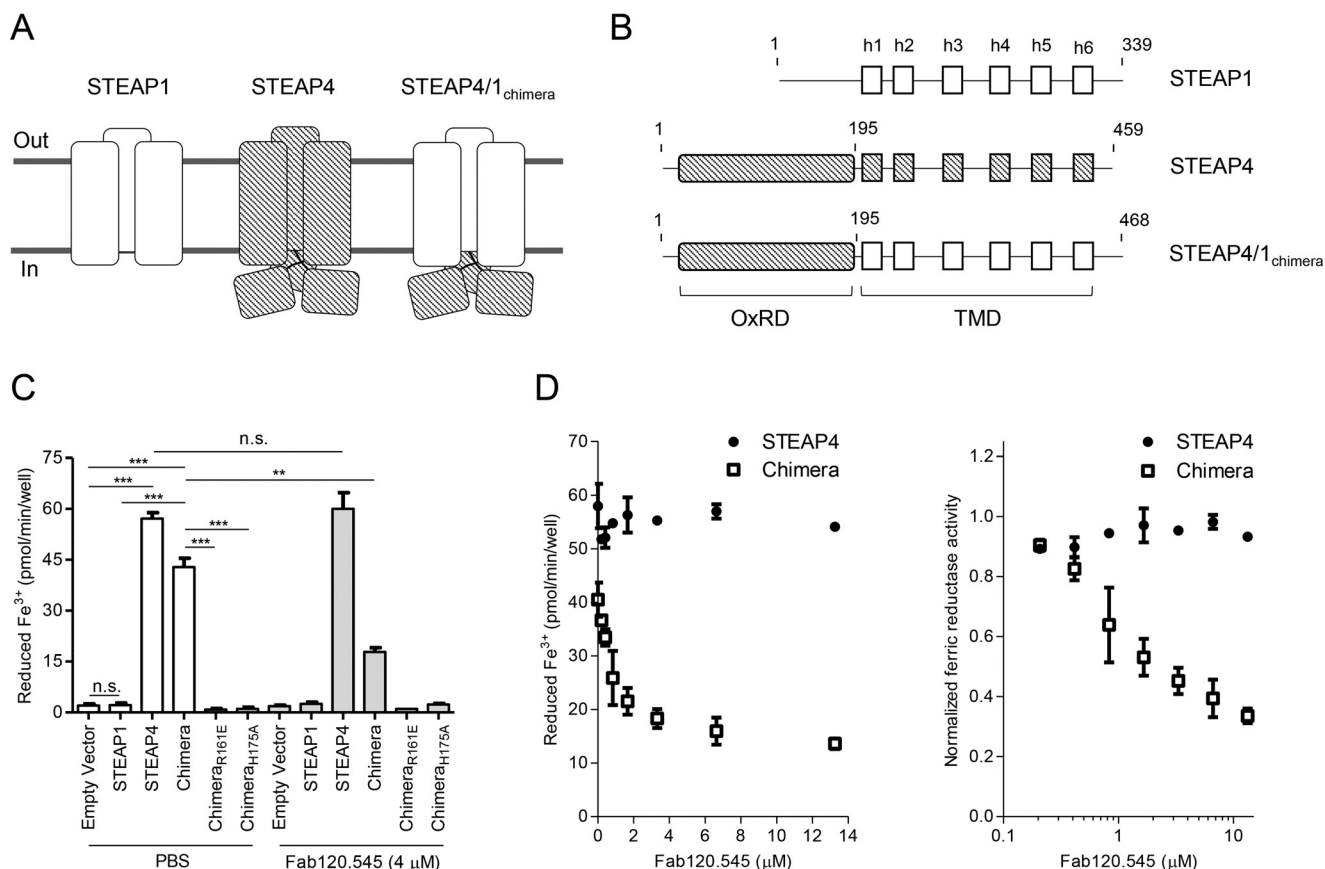 A
STEAP1 STEAP4 STEAP4/1chimera
Out
In
B
1 h1 h2 h3 h4 h5 h6 339
STEAP1
1 195 459
STEAP4
1 195 468
STEAP4/1chimera
OxRD TMD
C
Reduced Fe3+ (pmol/min/well)
75
60
45
30
15
0
n.s.
***
**
***
***
***
***
n.s.
Empty Vector
STEAP1
STEAP4
Chimera
ChimeraR161E
ChimeraH175A
Empty Vector
STEAP1
STEAP4
Chimera
ChimeraR161E
ChimeraH175A
PBS Fab120.545 (4 μM)
D
STEAP4
Chimera
Reduced Fe3+ (pmol/min/well)
70
60
50
40
30
20
10
0
0 2 4 6 8 10 12 14
Fab120.545 (μM)
STEAP4
Chimera
Normalized ferric reductase activity
1.2
1.0
0.8
0.6
0.4
0.2
0.0
0.1 1 10
Fab120.545 (μM)